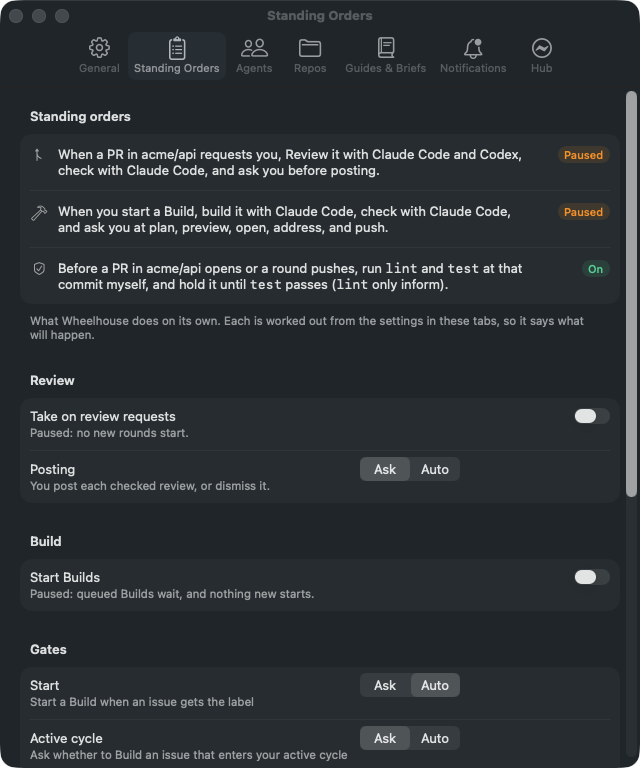 Standing Orders
General
Standing Orders
Agents
Repos
Guides & Briefs
Notifications
Hub
Standing orders
When a PR in acme/api requests you, Review it with Claude Code and Codex,
check with Claude Code, and ask you before posting.
Paused
When you start a Build, build it with Claude Code, check with Claude Code,
and ask you at plan, preview, open, address, and push.
Paused
Before a PR in acme/api opens or a round pushes, run lint and test at that
commit myself, and hold it until test passes (lint only inform).
On
What Wheelhouse does on its own. Each is worked out from the settings in these tabs, so it says what
will happen.
Review
Take on review requests
Paused: no new rounds start.
Posting
Ask
Auto
You post each checked review, or dismiss it.
Build
Start Builds
Paused: queued Builds wait, and nothing new starts.
Gates
Start
Ask
Auto
Start a Build when an issue gets the label
Active cycle
Ask
Auto
Ask whether to Build an issue that enters your active cycle